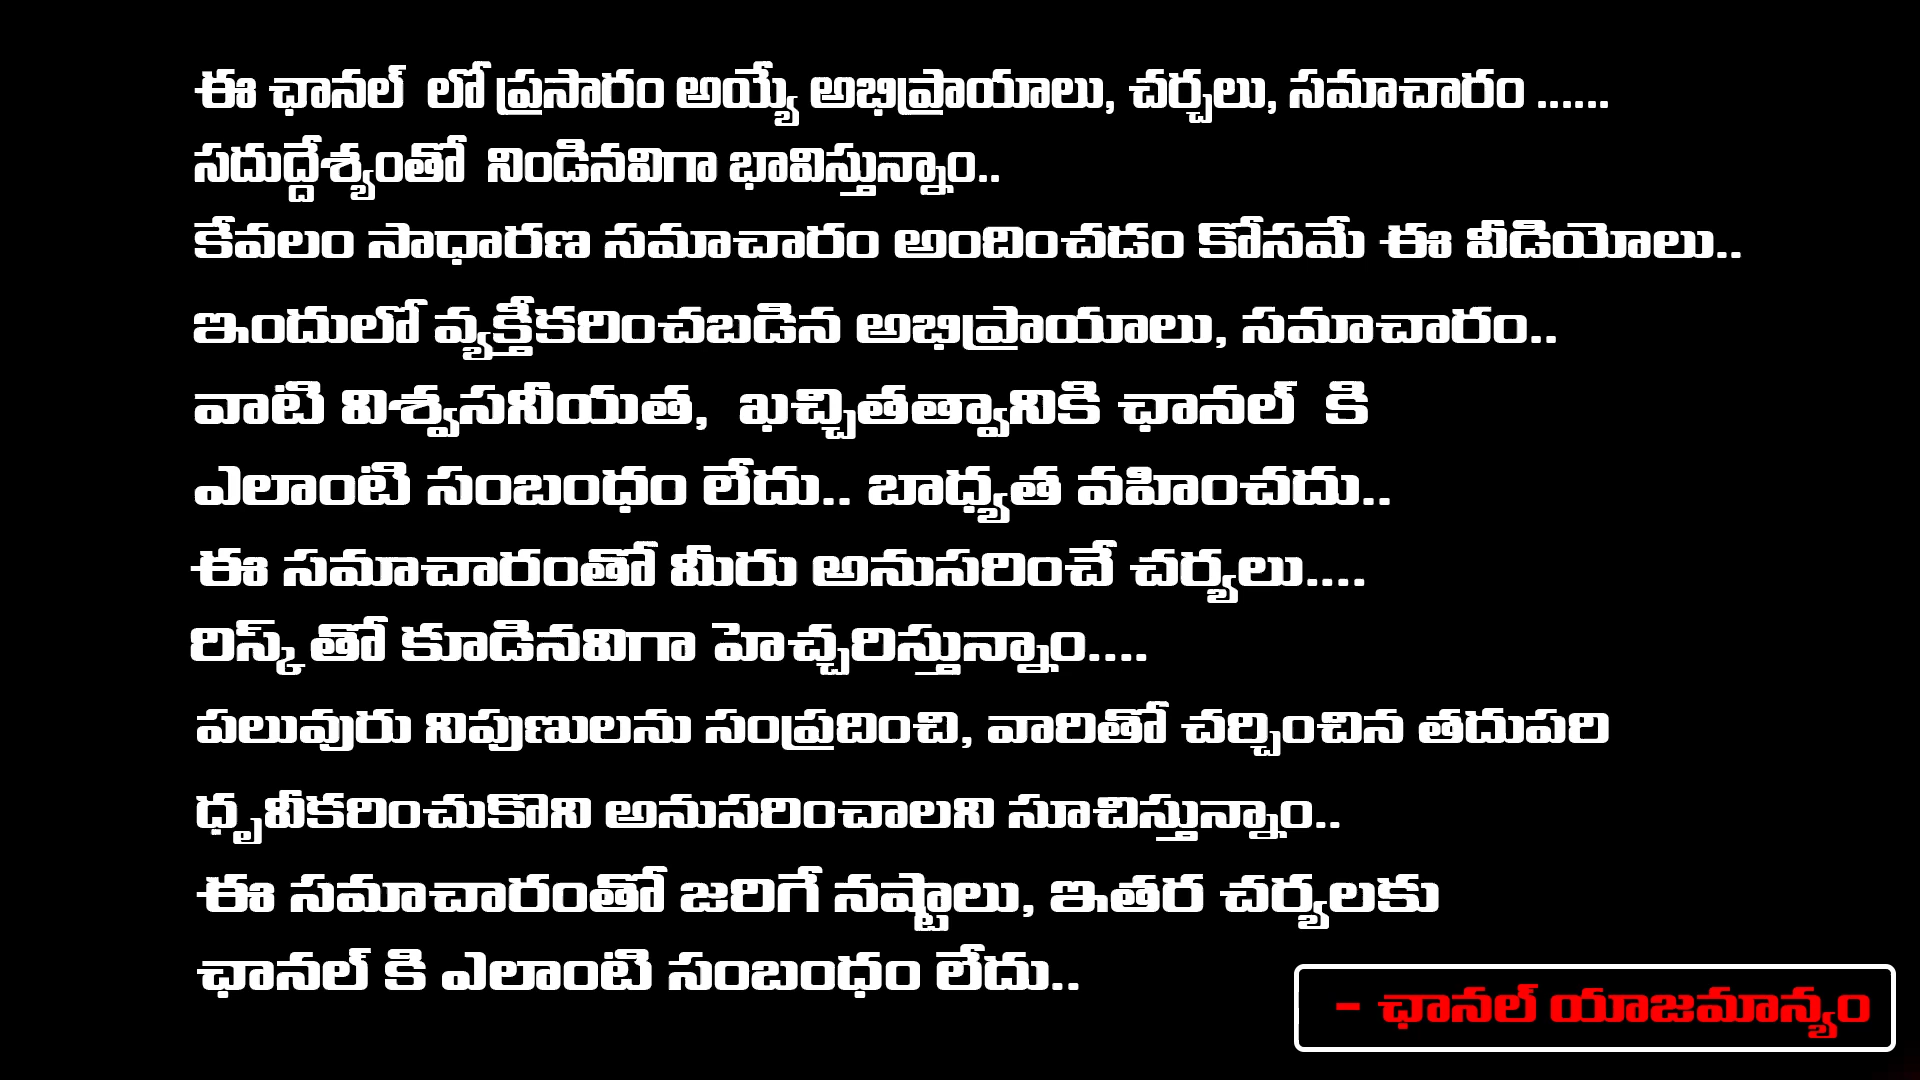 ఈ ఛానల్ లో ప్రసారం అయ్యే అభిప్రాయాలు, చర్చలు, సమాచారం ......
సదుద్దేశ్యంతో నిండినవిగా భావిస్తున్నాం..
కేవలం సాధారణ సమాచారం అందించడం కోసమే ఈ వీడియోలు..
ఇందులో వ్యక్తీకరించబడిన అభిప్రాయాలు, సమాచారం..
వాటి విశ్వసనీయత, ఖచ్చితత్వానికి ఛానల్ కి
ఎలాంటి సంబంధం లేదు.. బాధ్యత వహించదు..
ఈ సమాచారంతో మీరు అనుసరించే చర్యలు....
రిస్క్ తో కూడినవిగా హెచ్చరిస్తున్నాం....
పలువురు నిపుణులను సంప్రదించి, వారితో చర్చించిన తదుపరి
ధృవీకరించుకొని అనుసరించాలని సూచిస్తున్నాం..
ఈ సమాచారంతో జరిగే నష్టాలు, ఇతర చర్యలకు
ఛానల్ కి ఎలాంటి సంబంధం లేదు..
- ఛానల్ యాజమాన్యం